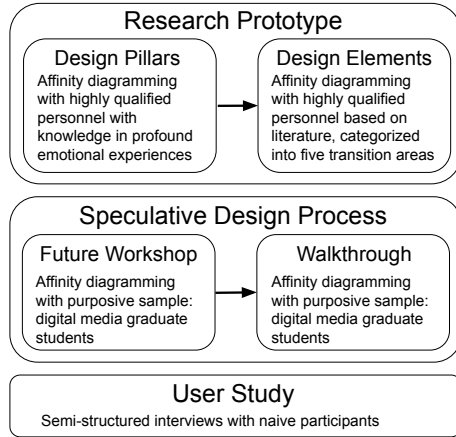 Research Prototype
Design Pillars
Affinity diagramming
with highly qualified
personnel with
knowledge in profound
emotional experiences
Design Elements
Affinity diagramming
with highly qualified
personnel based on
literature, categorized
into five transition areas
Speculative Design Process
Future Workshop
Affinity diagramming
with purposive sample:
digital media graduate
students
Walkthrough
Affinity diagramming
with purposive sample:
digital media graduate
students
User Study
Semi-structured interviews with naive participants